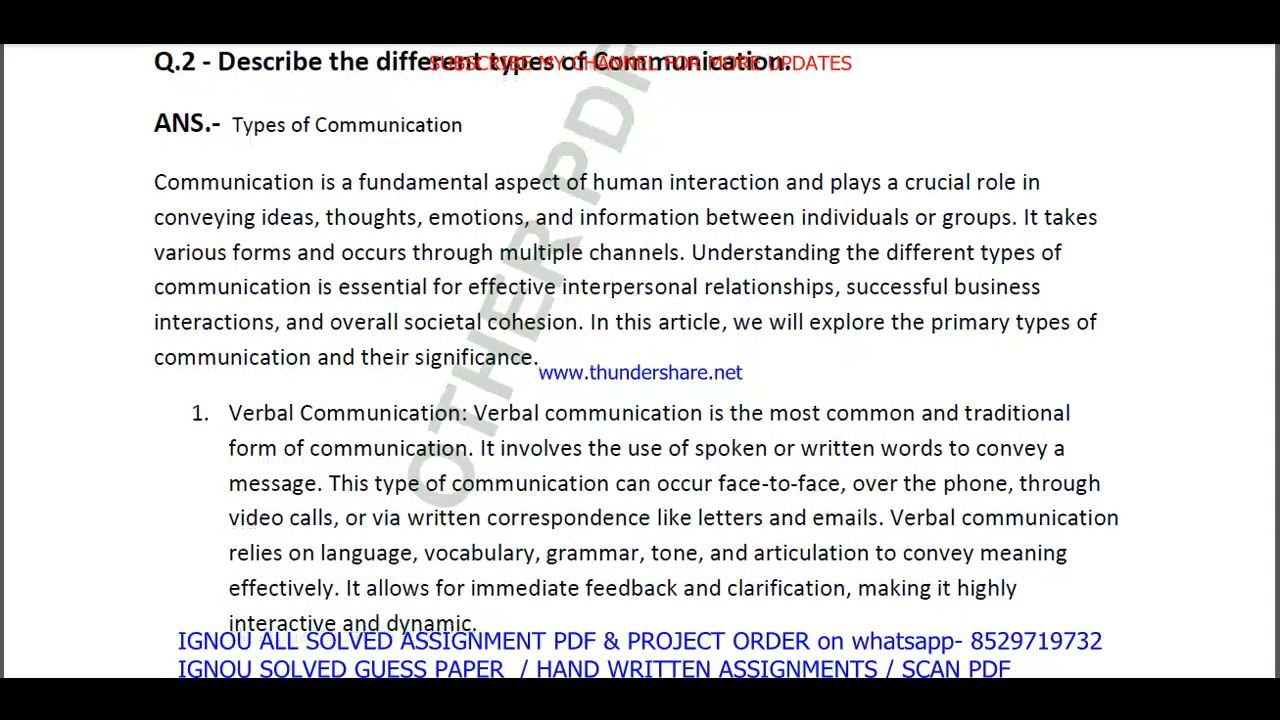 Q.2 - Describe the different types of Communication.
SUBSCRIBE MY CHANNEL FOR MORE UPDATES
ANS.- Types of Communication
Communication is a fundamental aspect of human interaction and plays a crucial role in
conveying ideas, thoughts, emotions, and information between individuals or groups. It takes
various forms and occurs through multiple channels. Understanding the different types of
communication is essential for effective interpersonal relationships, successful business
interactions, and overall societal cohesion. In this article, we will explore the primary types of
communication and their significance.
www.thundershare.net
1. Verbal Communication: Verbal communication is the most common and traditional
form of communication. It involves the use of spoken or written words to convey a
message. This type of communication can occur face-to-face, over the phone, through
video calls, or via written correspondence like letters and emails. Verbal communication
relies on language, vocabulary, grammar, tone, and articulation to convey meaning
effectively. It allows for immediate feedback and clarification, making it highly
interactive and dynamic.
IGNOU ALL SOLVED ASSIGNMENT PDF & PROJECT ORDER on whatsapp- 8529719732
IGNOU SOLVED GUESS PAPER / HAND WRITTEN ASSIGNMENTS / SCAN PDF
OTHER PDF